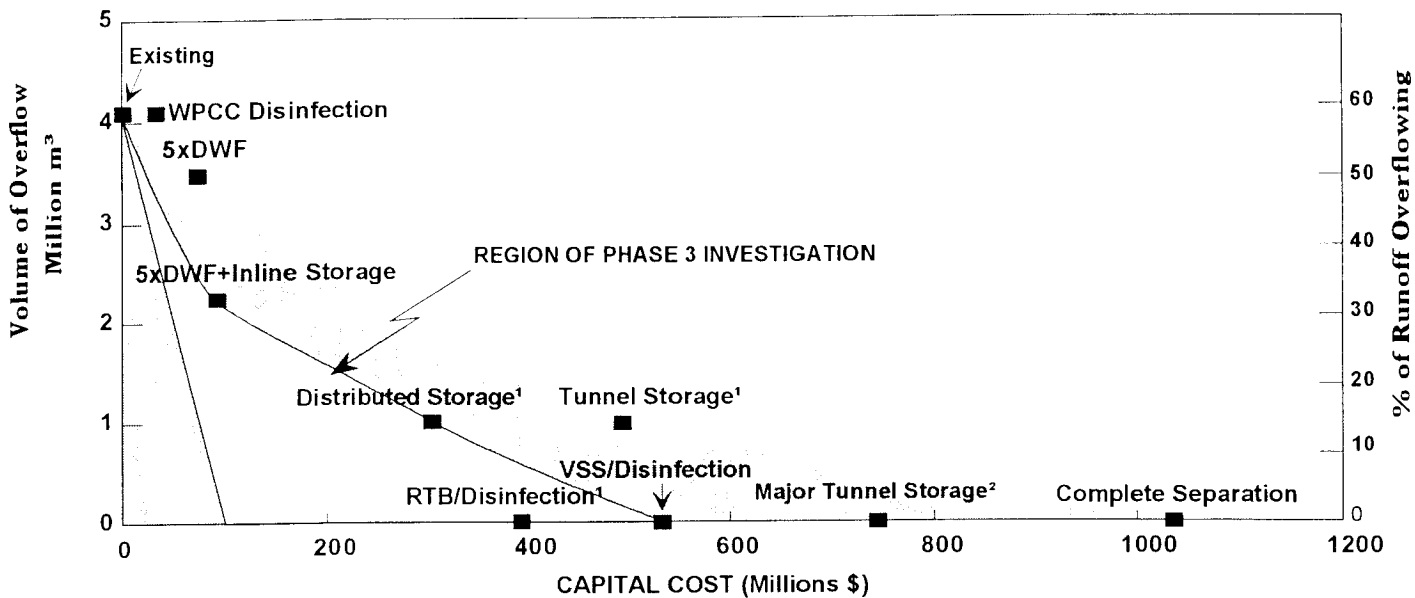 Volume of Overflow
Million m³
5
4
3
2
1
0
Existing
WPCC Disinfection
5xDWF
5xDWF+Inline Storage
REGION OF PHASE 3 INVESTIGATION
Distributed Storage¹
Tunnel Storage¹
VSS/Disinfection
RTB/Disinfection¹
Major Tunnel Storage²
Complete Separation
60
50
40
30
20
10
0
% of Runoff Overflowing
0 200 400 600 800 1000 1200
CAPITAL COST (Millions $)